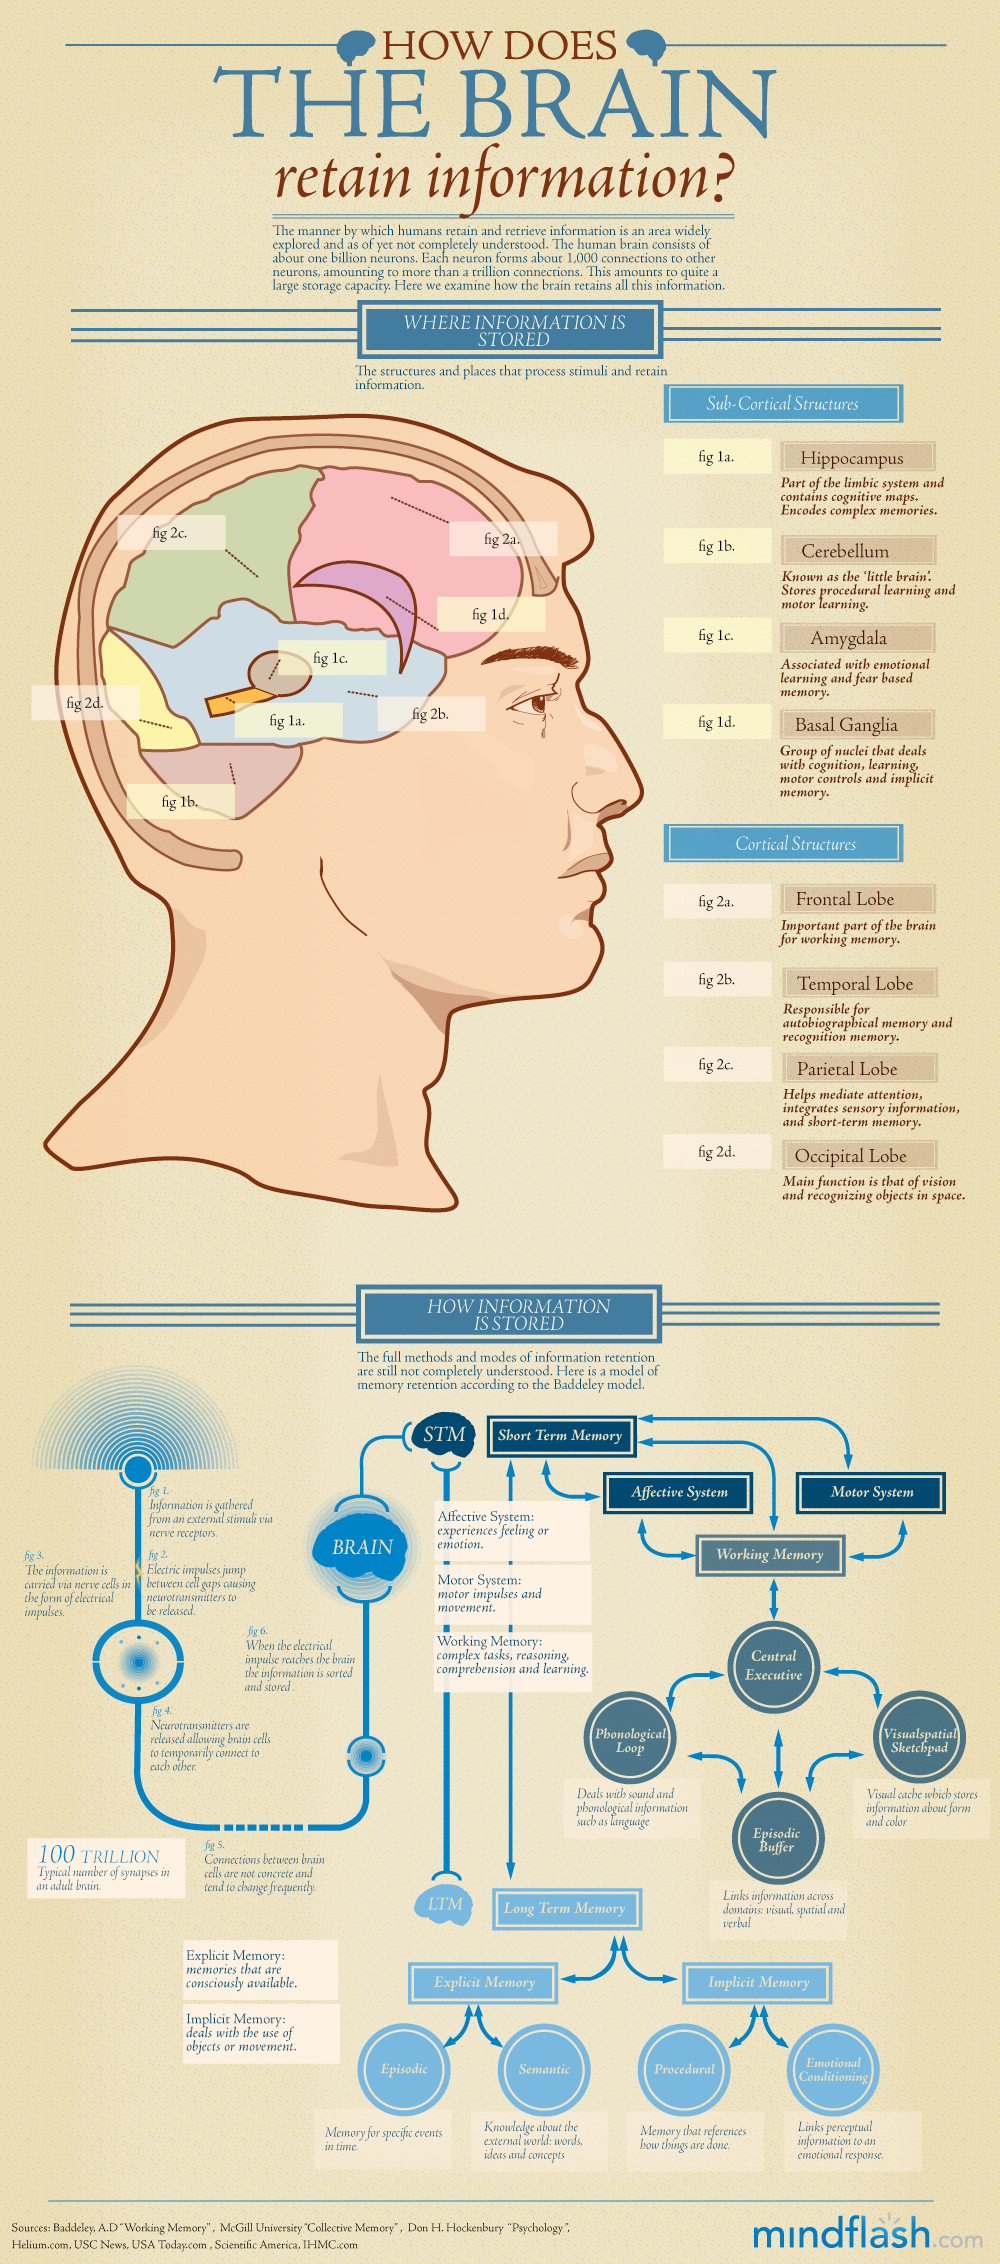 HOW DOES
THE BRAIN
retain information?
The manner by which humans retain and retrieve information is an area widely
explored and as of yet not completely understood. The human brain consists of
about one billion neurons. Each neuron forms about 1,000 connections to other
neurons, amounting to more than a trillion connections. This amounts to quite a
large storage capacity. Here we examine how the brain retains all this information.
WHERE INFORMATION IS
STORED
The structures and places that process stimuli and retain
information.
fig 2c.
fig 2a.
fig 1d.
fig 1c.
fig 2d.
fig 1a.
fig 2b.
fig 1b.
Sub-Cortical Structures
fig 1a.
Hippocampus
Part of the limbic system and
contains cognitive maps.
Encodes complex memories.
fig 1b.
Cerebellum
Known as the 'little brain'.
Stores procedural learning and
motor learning.
fig 1c.
Amygdala
Associated with emotional
learning and fear based
memory.
fig 1d.
Basal Ganglia
Group of nuclei that deals
with cognition, learning,
motor controls and implicit
memory.
Cortical Structures
fig 2a.
Frontal Lobe
Important part of the brain
for working memory.
fig 2b.
Temporal Lobe
Responsible for
autobiographical memory and
recognition memory.
fig 2c.
Parietal Lobe
Helps mediate attention,
integrates sensory information,
and short-term memory.
fig 2d.
Occipital Lobe
Main function is that of vision
and recognizing objects in space.
HOW INFORMATION
IS STORED
The full methods and modes of information retention
are still not completely understood. Here is a model of
memory retention according to the Baddeley model.
fig 1.
Information is gathered
from an external stimuli via
nerve receptors.
fig 2.
Electric impulses jump
between cell gaps causing
neurotransmitters to
be released.
fig 3.
The information is
carried via nerve cells in
the form of electrical
impulses.
fig 4.
Neurotransmitters are
released allowing brain cells
to temporarily connect to
each other.
fig 5.
Connections between brain
cells are not concrete and
tend to change frequently.
fig 6.
When the electrical
impulse reaches the brain
the information is sorted
and stored .
100 TRILLION
Typical number of synapses in
an adult brain.
BRAIN
STM
Short Term Memory
Affective System
Motor System
Working Memory
Affective System:
experiences feeling or
emotion.
Motor System:
motor impulses and
movement.
Working Memory:
complex tasks, reasoning,
comprehension and learning.
Central
Executive
Phonological
Loop
Deals with sound and
phonological information
such as language
Visualspatial
Sketchpad
Visual cache which stores
information about form
and color
Episodic
Buffer
Links information across
domains: visual, spatial and
verbal
LTM
Long Term Memory
Explicit Memory:
memories that are
consciously available.
Implicit Memory:
deals with the use of
objects or movement.
Explicit Memory
Implicit Memory
Episodic
Memory for specific events
in time.
Semantic
Knowledge about the
external world: words,
ideas and concepts
Procedural
Memory that references
how things are done.
Emotional
Conditioning
Links perceptual
information to an
emotional response.
Sources: Baddeley, A.D "Working Memory" , McGill University "Collective Memory" , Don H. Hockenbury "Psychology",
Helium.com, USC News, USA Today.com , Scientific America, IHMC.com
mindflash.com